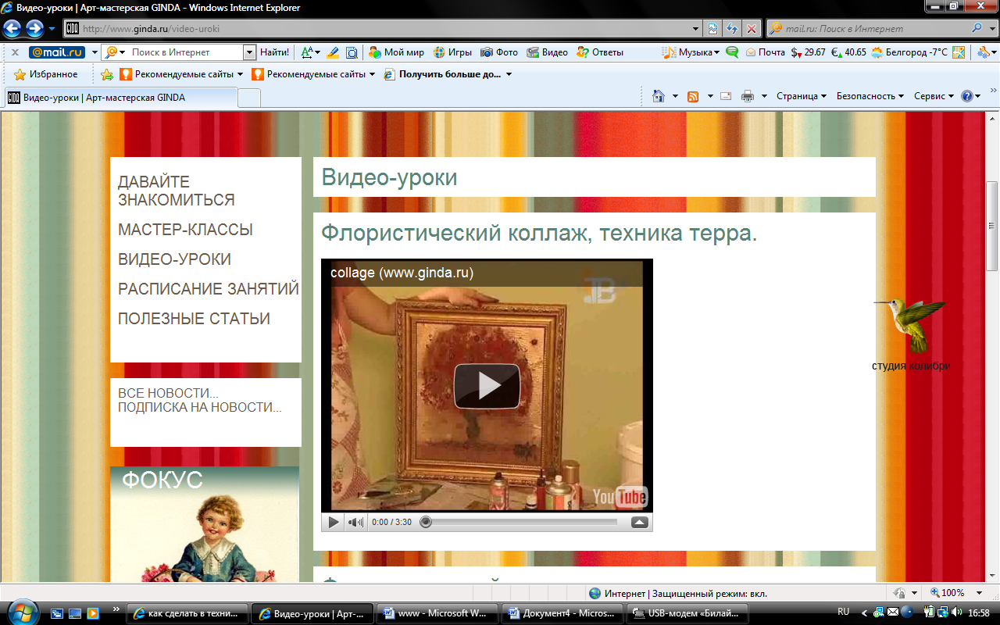 Видео-уроки | Арт-мастерская GINDA - Windows Internet Explorer
GIDA http://www.ginda.ru/video-uroki
mail.ru: Поиск в Интернет
@mail.ru Поиск в Интернет Найти! Мой мир Игры Фото Видео Ответы Музыка Почта $ 29.67 € 40.65 Белгород -7°C
Избранное Рекомендуемые сайты Рекомендуемые сайты Получить больше до...
Видео-уроки | Арт-мастерская GINDA
Страница Безопасность Сервис
ДАВАЙТЕ
ЗНАКОМИТЬСЯ
МАСТЕР-КЛАССЫ
ВИДЕО-УРОКИ
РАСПИСАНИЕ ЗАНЯТИЙ
ПОЛЕЗНЫЕ СТАТЬИ
ВСЕ НОВОСТИ...
ПОДПИСКА НА НОВОСТИ...
ФОКУС
Видео-уроки
Флористический коллаж, техника терра.
collage (www.ginda.ru)
JB
YouTube
0:00 / 3:30
студия колибри
Интернет | Защищенный режим: вкл.
100%
как сделать в техни...
Видео-уроки | Арт-...
www - Microsoft W...
Документ4 - Micros...
USB-модем «Билай...
RU
16:58